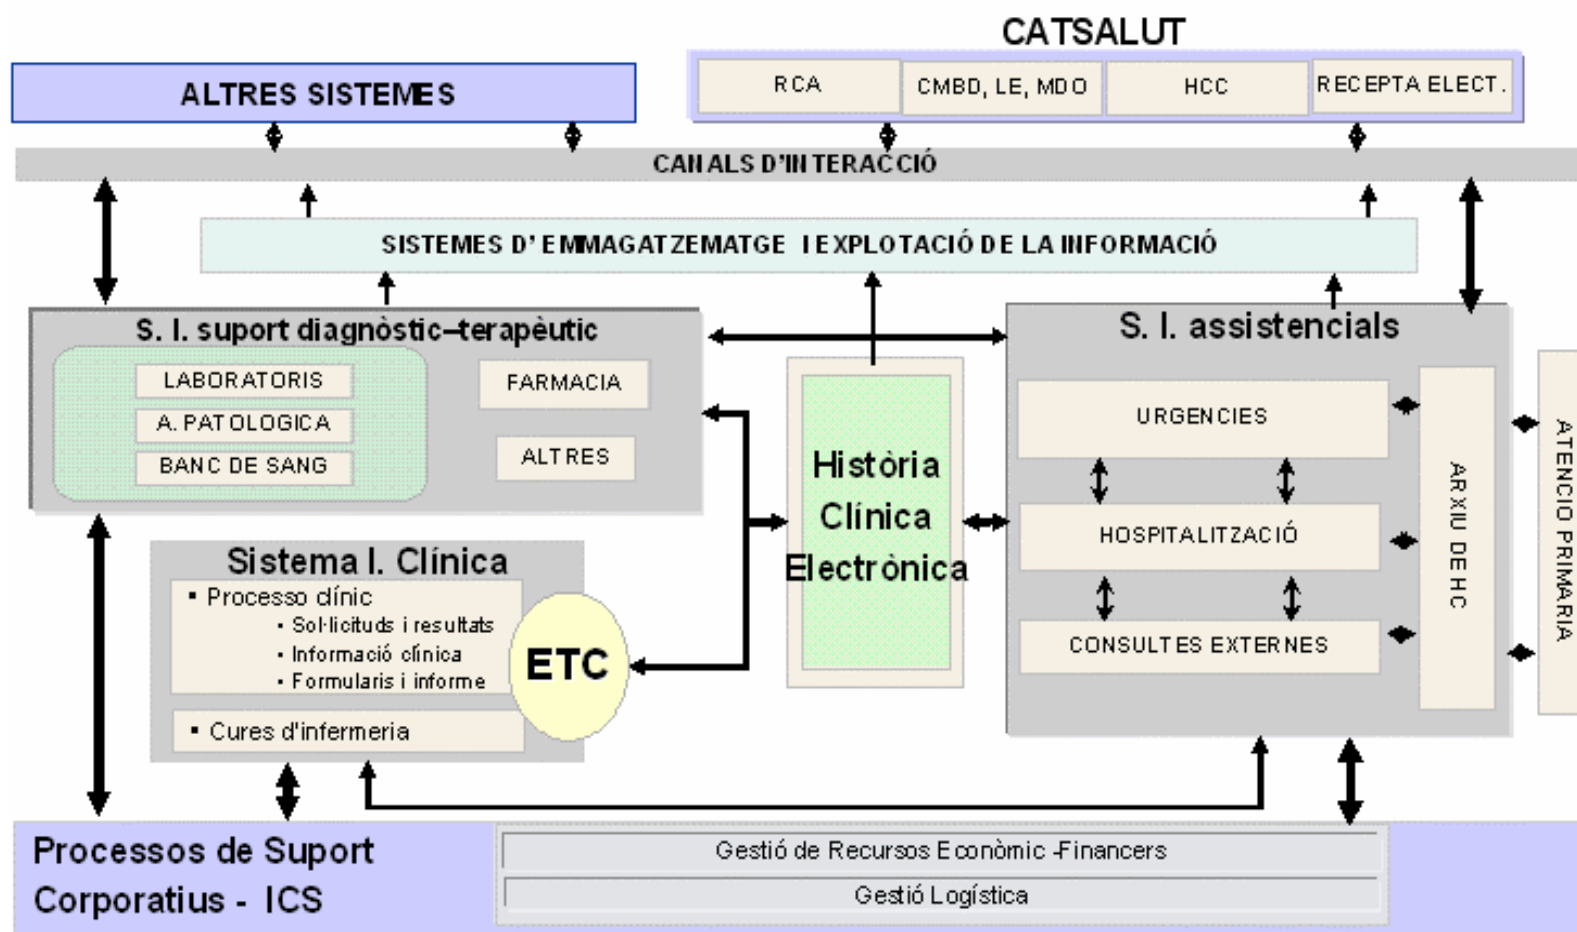 CATSALUT
ALTRES SISTEMES
RCA
CMBD, LE, MDO
HCC
RECEPTA ELECT.
CANALS D'INTERACCIÓ
SISTEMES D' EMMAGATZEMATGE I EXPLOTACIÓ DE LA INFORMACIÓ
S. I. suport diagnòstic–terapèutic
LABORATORIS
A. PATOLOGICA
BANC DE SANG
FARMACIA
ALTRES
Història
Clínica
Electrònica
S. I. assistencials
URGENCIES
HOSPITALITZACIÓ
CONSULTES EXTERNES
ARXIU DE HC
ATENCIO PRIMARIA
Sistema I. Clínica
▪ Processo clínic
• Sol·licituds i resultats
• Informació clínica
• Formularis i informe
▪ Cures d'infermeria
ETC
Processos de Suport
Corporatius - ICS
Gestió de Recursos Econòmic -Financers
Gestió Logística